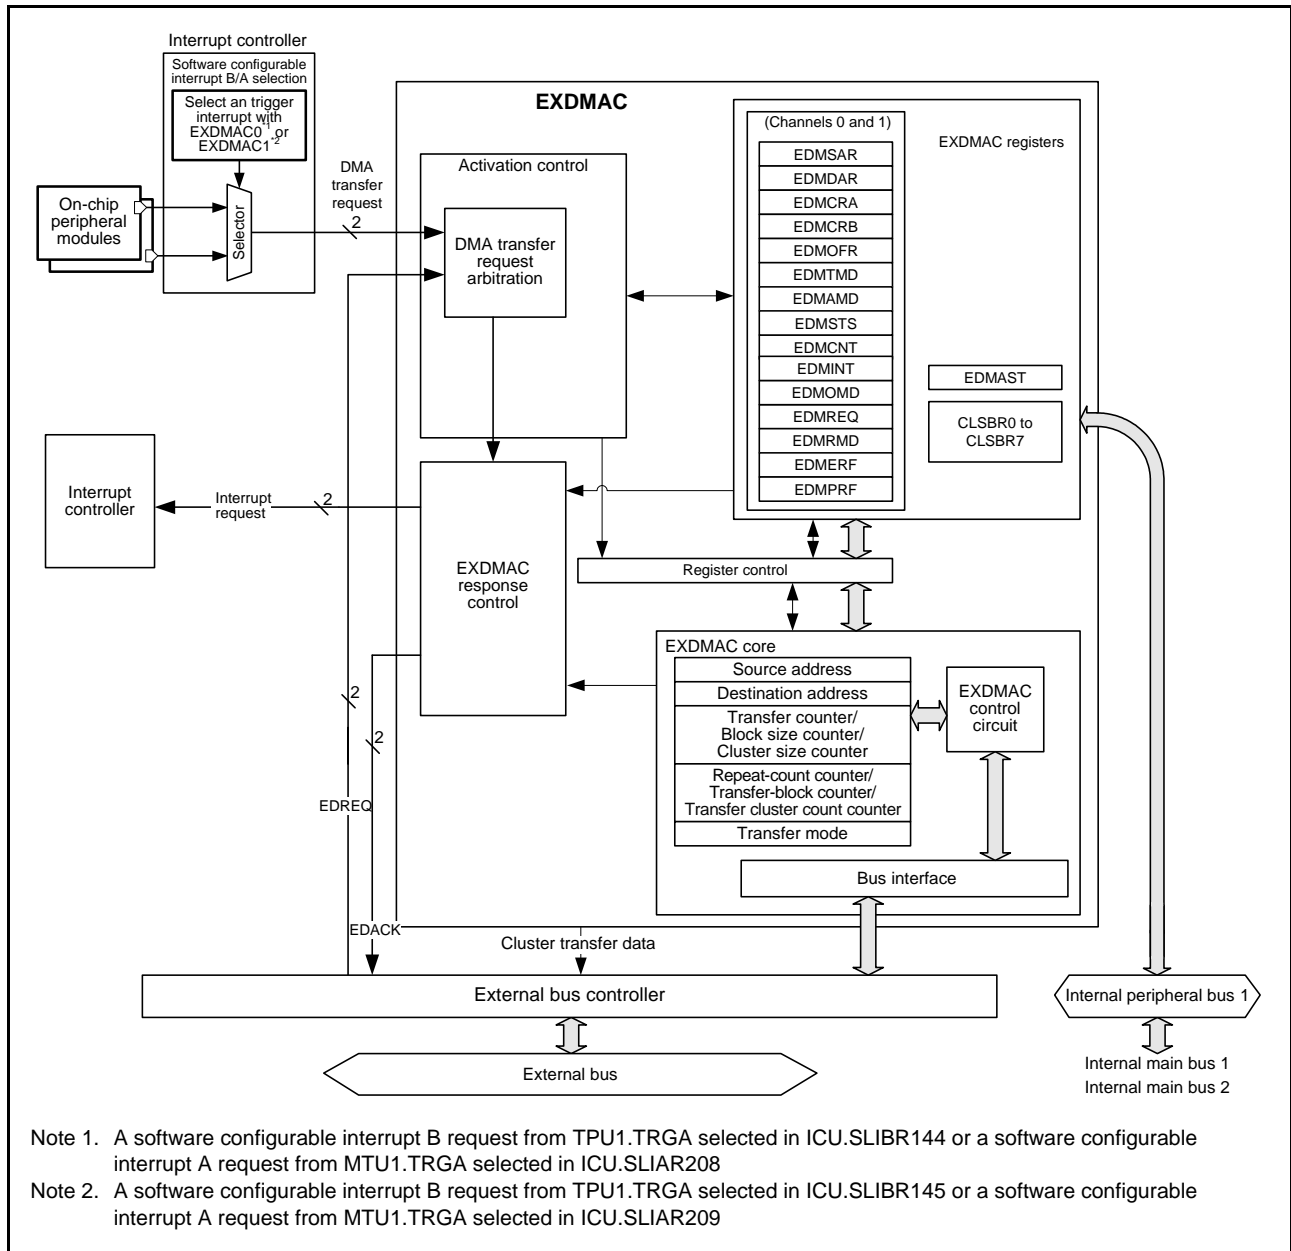 Interrupt controller
Software configurable
interrupt B/A selection
Select an trigger
interrupt with
EXDMAC0*1 or
EXDMAC1*2
On-chip
peripheral
modules
Selector
DMA
transfer
request
2
EXDMAC
Activation control
DMA transfer
request
arbitration
(Channels 0 and 1)
EDMSAR
EDMDAR
EDMCRA
EDMCRB
EDMOFR
EDMTMD
EDMAMD
EDMSTS
EDMCNT
EDMINT
EDMOMD
EDMREQ
EDMRMD
EDMERF
EDMPRF
EXDMAC registers
EDMAST
CLSBR0 to
CLSBR7
Interrupt
controller
Interrupt
request
2
EXDMAC
response
control
Register control
EXDMAC core
Source address
Destination address
Transfer counter/
Block size counter/
Cluster size counter
Repeat-count counter/
Transfer-block counter/
Transfer cluster count counter
Transfer mode
EXDMAC
control
circuit
Bus interface
2
2
EDREQ
EDACK
Cluster transfer data
External bus controller
Internal peripheral bus 1
External bus
Internal main bus 1
Internal main bus 2
Note 1. A software configurable interrupt B request from TPU1.TRGA selected in ICU.SLIBR144 or a software configurable
interrupt A request from MTU1.TRGA selected in ICU.SLIAR208
Note 2. A software configurable interrupt B request from TPU1.TRGA selected in ICU.SLIBR145 or a software configurable
interrupt A request from MTU1.TRGA selected in ICU.SLIAR209